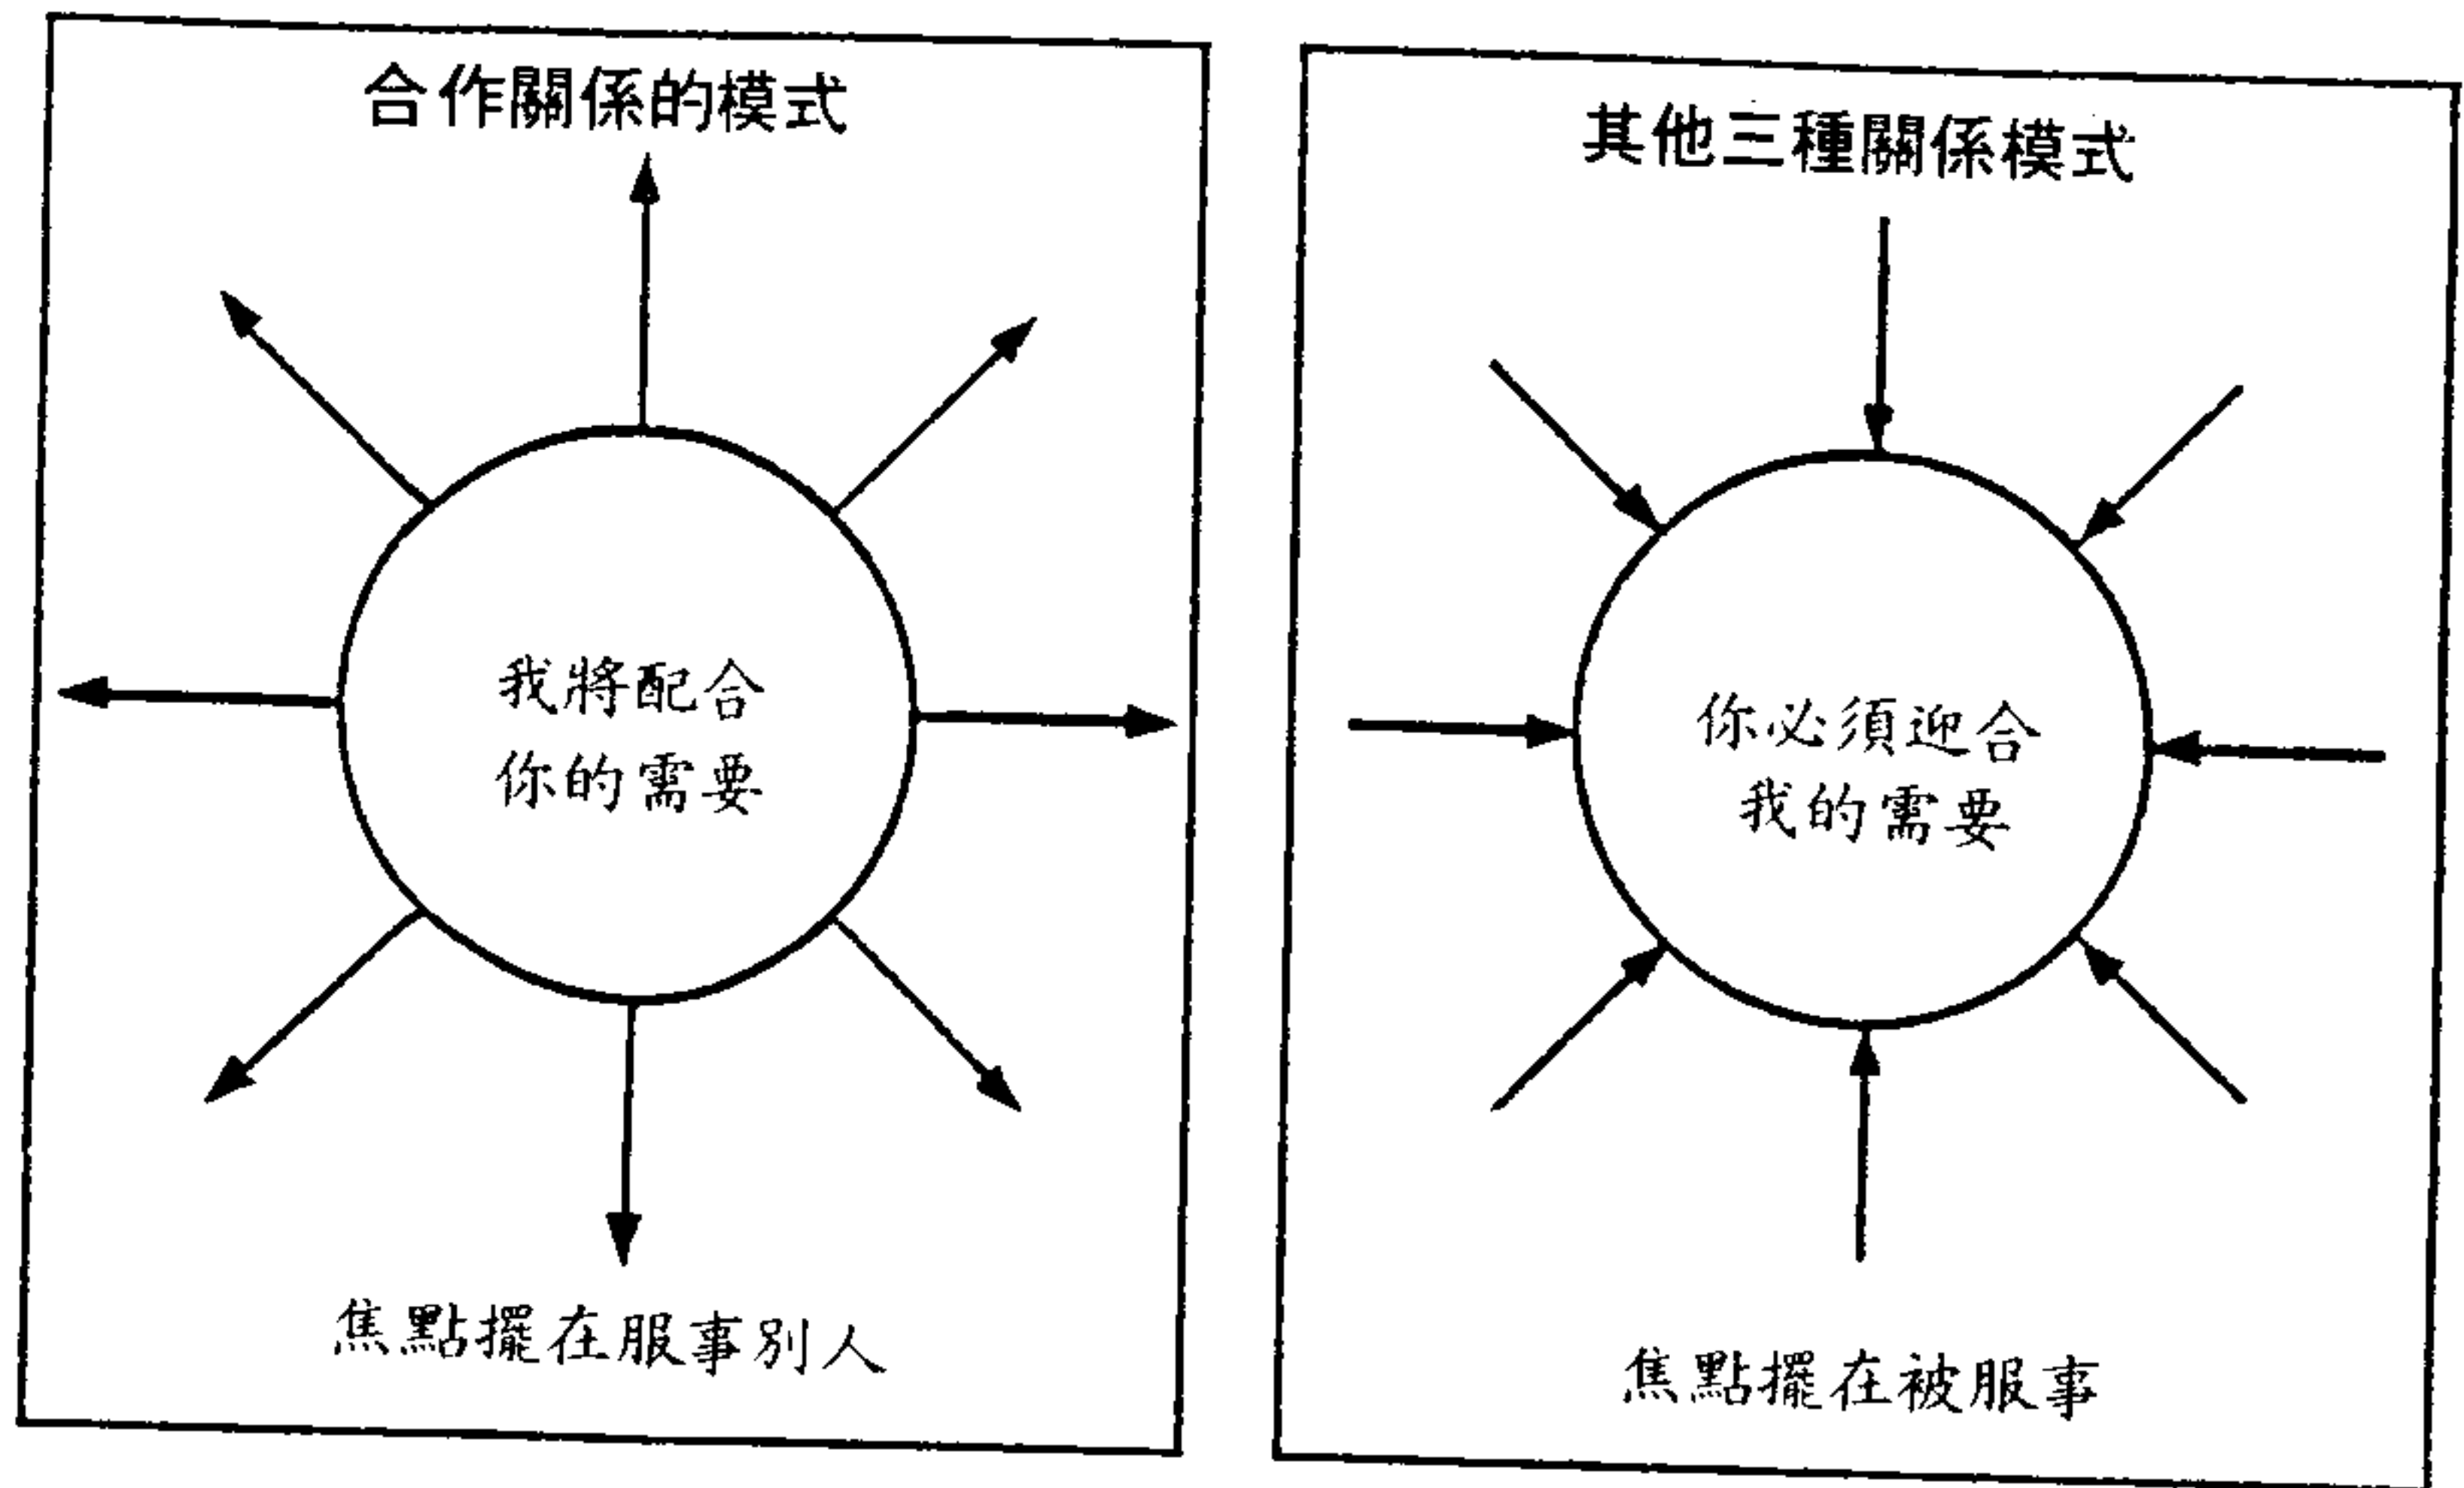 合作關係的模式
我將配合
你的需要
焦點擺在服事別人
其他三種關係模式
你必須迎合
我的需要
焦點擺在被服事